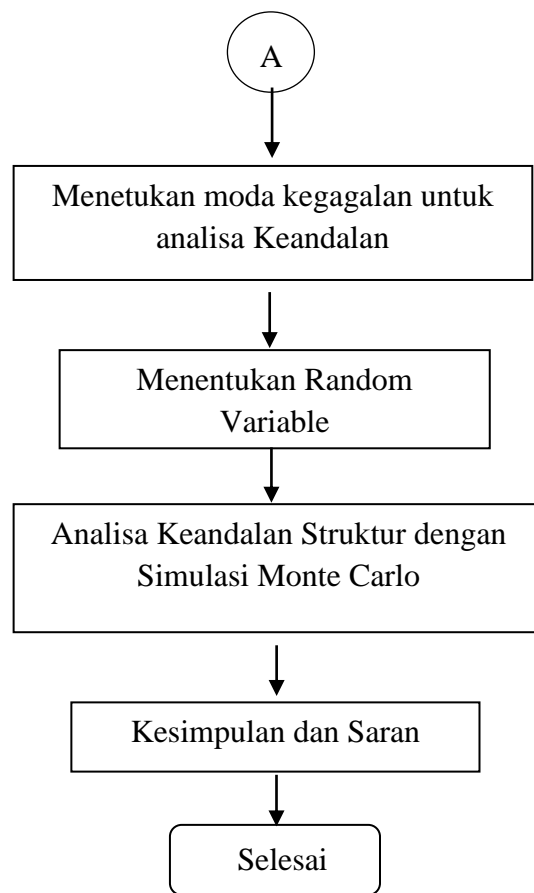 A
Menetukan moda kegagalan untuk
analisa Keandalan
Menentukan Random
Variable
Analisa Keandalan Struktur dengan
Simulasi Monte Carlo
Kesimpulan dan Saran
Selesai